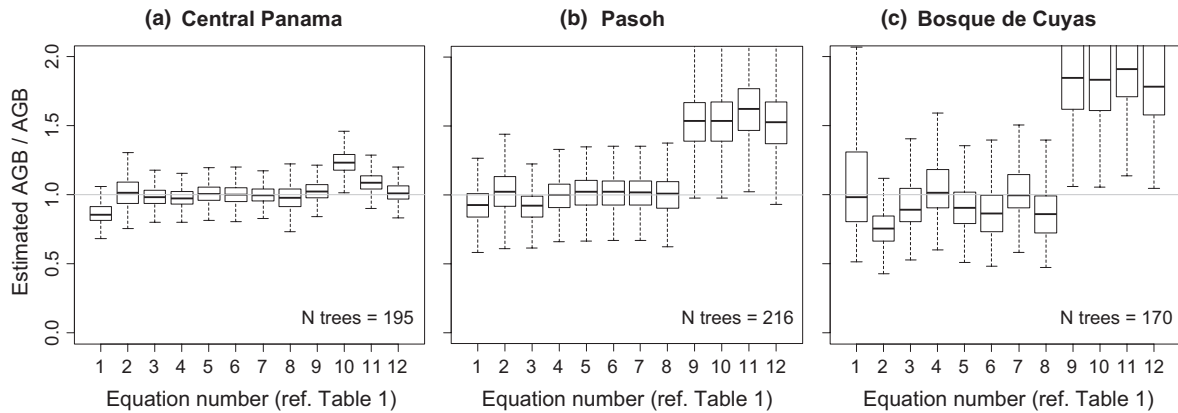 (a) Central Panama
(b) Pasoh
(c) Bosque de Cuyas
Estimated AGB / AGB
2.0
1.5
1.0
0.5
0.0
N trees = 195
N trees = 216
N trees = 170
1 2 3 4 5 6 7 8 9 10 11 12
1 2 3 4 5 6 7 8 9 10 11 12
1 2 3 4 5 6 7 8 9 10 11 12
Equation number (ref. Table 1)
Equation number (ref. Table 1)
Equation number (ref. Table 1)